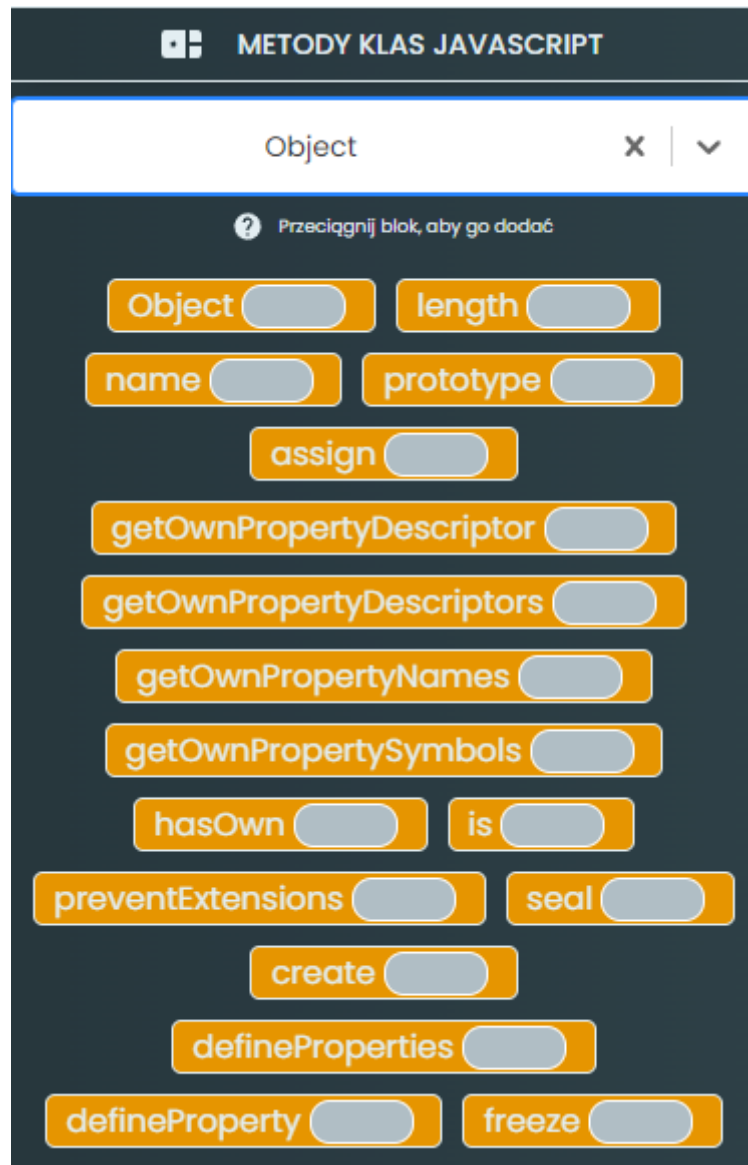 METODY KLAS JAVASCRIPT
Object
Przeciągnij blok, aby go dodać
Object length
name prototype
assign
getOwnPropertyDescriptor
getOwnPropertyDescriptors
getOwnPropertyNames
getOwnPropertySymbols
hasOwn is
preventExtensions seal
create
defineProperties
defineProperty freeze